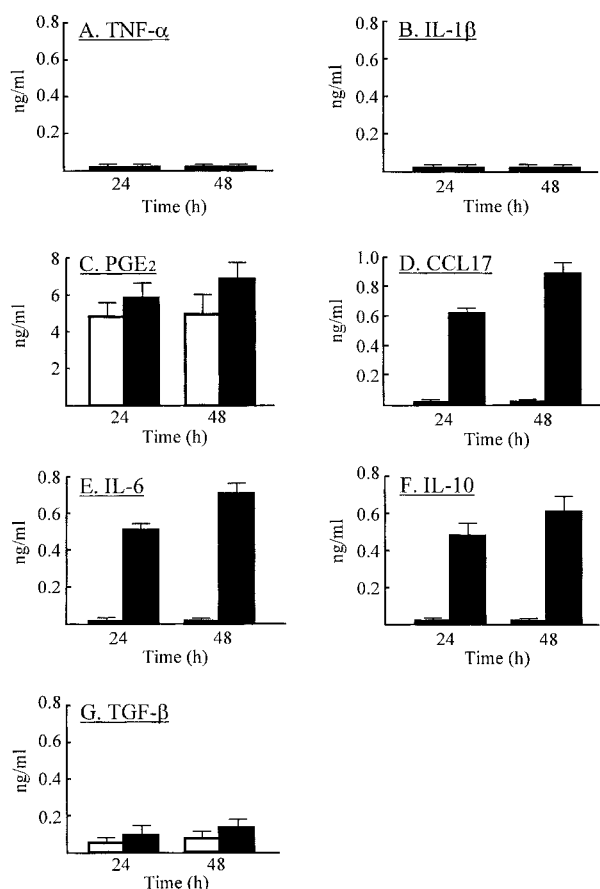 A. TNF-α
0.8
0.6
0.4
0.2
ng/ml
24 48
Time (h)
B. IL-1β
0.8
0.6
0.4
0.2
ng/ml
24 48
Time (h)
C. PGE2
8
6
4
2
ng/ml
24 48
Time (h)
D. CCL17
1.0
0.8
0.6
0.4
0.2
ng/ml
24 48
Time (h)
E. IL-6
0.8
0.6
0.4
0.2
ng/ml
24 48
Time (h)
F. IL-10
0.8
0.6
0.4
0.2
ng/ml
24 48
Time (h)
G. TGF-β
0.8
0.6
0.4
0.2
ng/ml
24 48
Time (h)